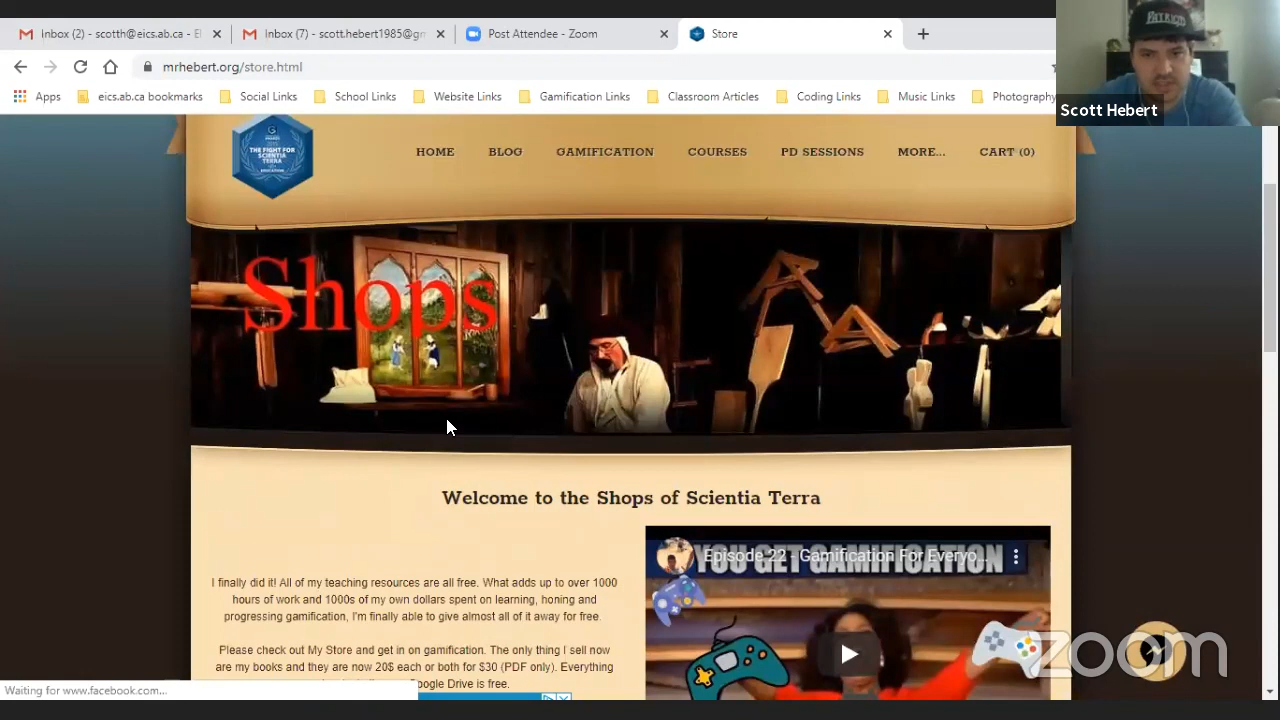 Inbox (2) - scotth@eics.ab.ca - E
Inbox (7) - scott.hebert1985@gm
Post Attendee - Zoom
Store
mrhebert.org/store.html
Apps
eics.ab.ca bookmarks
Social Links
School Links
Website Links
Gamification Links
Classroom Articles
Coding Links
Music Links
Photography
PATRIOTS
Scott Hebert
THE FIGHT FOR
SCIENTIA
TERRA
HOME
BLOG
GAMIFICATION
COURSES
PD SESSIONS
MORE...
CART (0)
Shops
Welcome to the Shops of Scientia Terra
I finally did it! All of my teaching resources are all free. What adds up to over 1000
hours of work and 1000s of my own dollars spent on learning, honing and
progressing gamification, I'm finally able to give almost all of it away for free.
Please check out My Store and get in on gamification. The only thing I sell now
are my books and they are now 20$ each or both for $30 (PDF only). Everything
Google Drive is free.
Episode 22 - Gamification For Everyo...
YOU GET GAMIFICATION
zoom
Waiting for www.facebook.com...